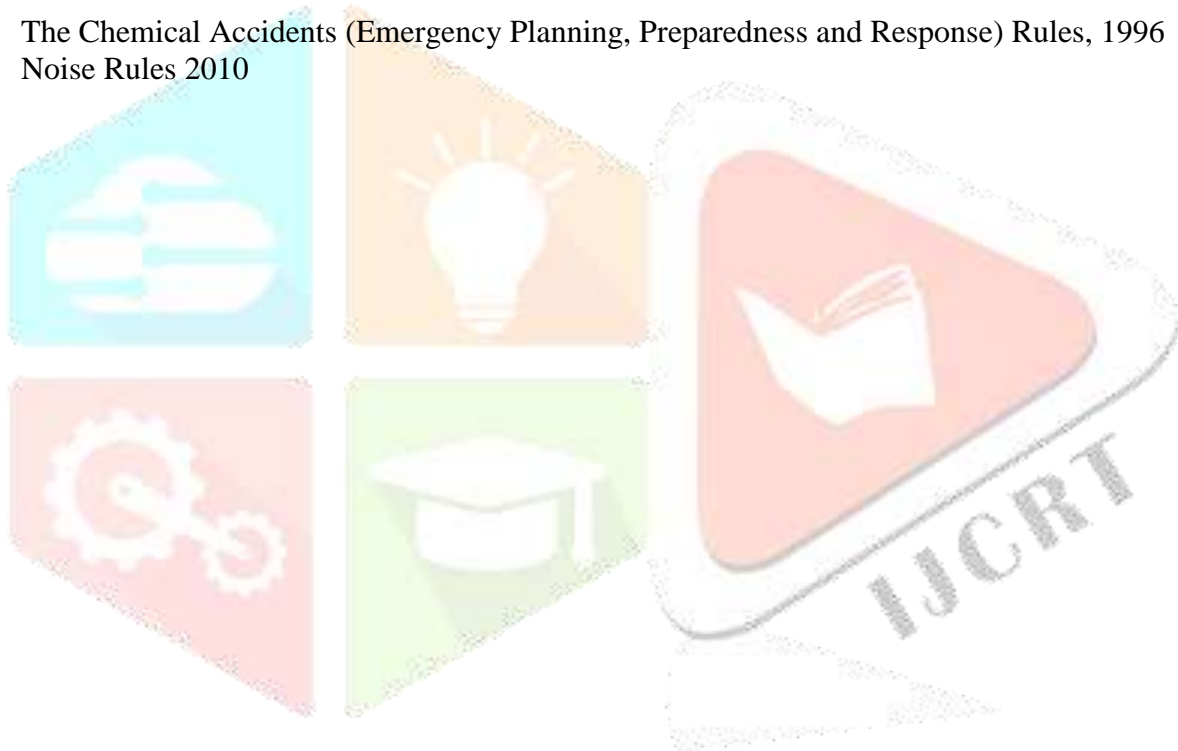 The Chemical Accidents (Emergency Planning, Preparedness and Response) Rules, 1996
Noise Rules 2010
IJCRT